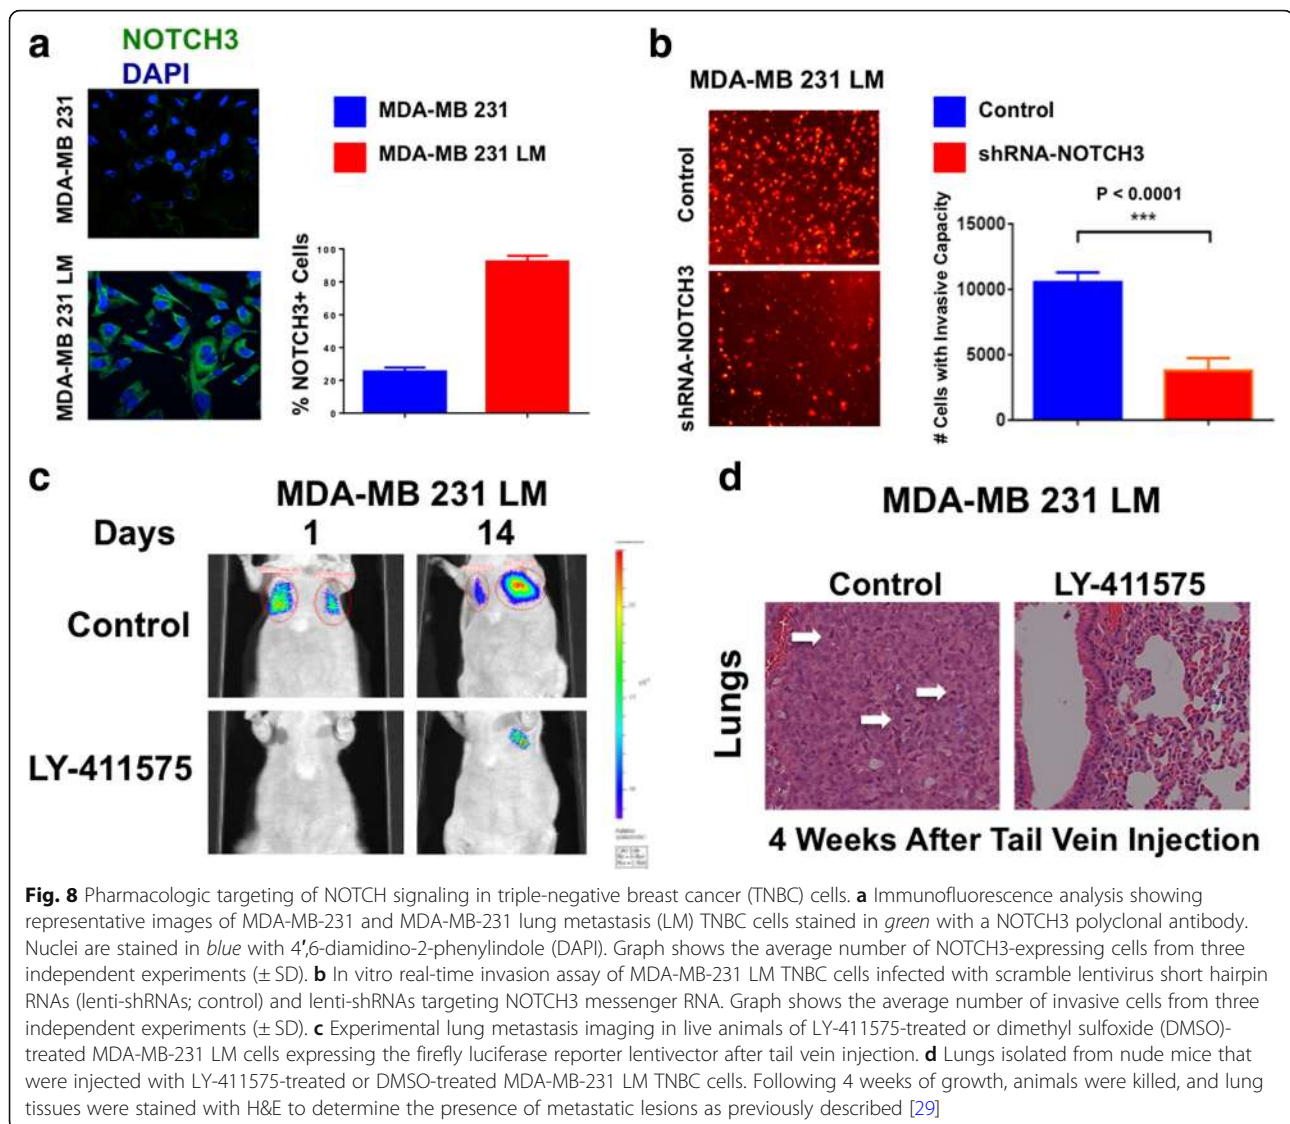 a
NOTCH3
DAPI
MDA-MB 231
MDA-MB 231 LM
MDA-MB 231
MDA-MB 231 LM
% NOTCH3+ Cells
100
80
60
40
20
0
b
MDA-MB 231 LM
Control
shRNA-NOTCH3
Control
shRNA-NOTCH3
P < 0.0001
***
# Cells with Invasive Capacity
15000
10000
5000
0
c
MDA-MB 231 LM
Days 1 14
Control
LY-411575
d
MDA-MB 231 LM
Control LY-411575
Lungs
4 Weeks After Tail Vein Injection
Fig. 8 Pharmacologic targeting of NOTCH signaling in triple-negative breast cancer (TNBC) cells. a Immunofluorescence analysis showing
representative images of MDA-MB-231 and MDA-MB-231 lung metastasis (LM) TNBC cells stained in green with a NOTCH3 polyclonal antibody.
Nuclei are stained in blue with 4′,6-diamidino-2-phenylindole (DAPI). Graph shows the average number of NOTCH3-expressing cells from three
independent experiments (± SD). b In vitro real-time invasion assay of MDA-MB-231 LM TNBC cells infected with scramble lentivirus short hairpin
RNAs (lenti-shRNAs; control) and lenti-shRNAs targeting NOTCH3 messenger RNA. Graph shows the average number of invasive cells from three
independent experiments (± SD). c Experimental lung metastasis imaging in live animals of LY-411575-treated or dimethyl sulfoxide (DMSO)-
treated MDA-MB-231 LM cells expressing the firefly luciferase reporter lentivector after tail vein injection. d Lungs isolated from nude mice that
were injected with LY-411575-treated or DMSO-treated MDA-MB-231 LM TNBC cells. Following 4 weeks of growth, animals were killed, and lung
tissues were stained with H&E to determine the presence of metastatic lesions as previously described [29]